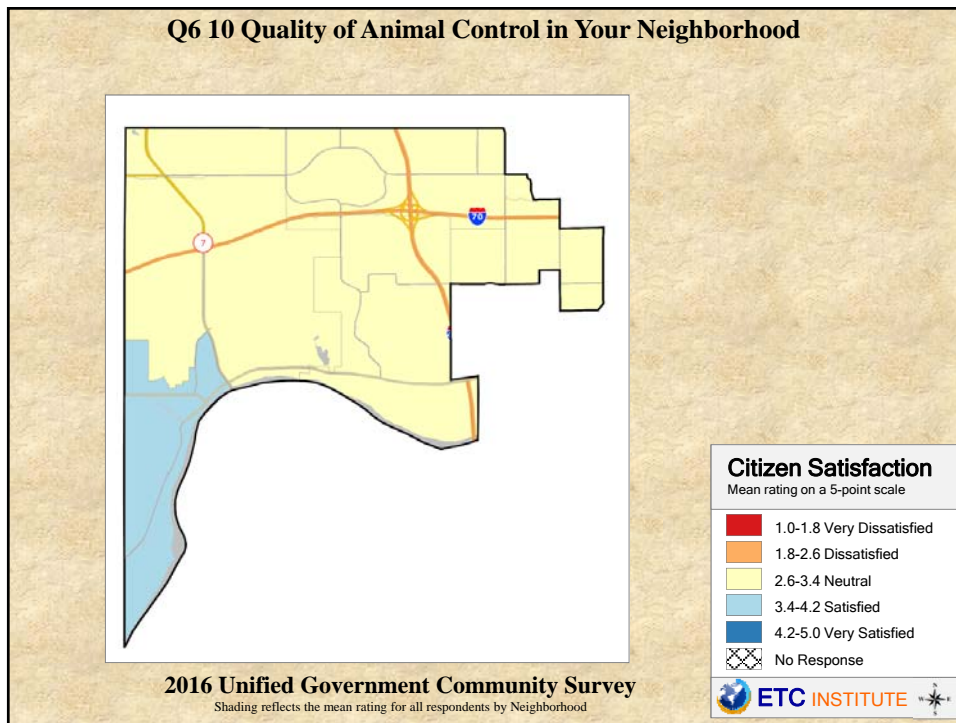 Q6 10 Quality of Animal Control in Your Neighborhood
70
7
Citizen Satisfaction
Mean rating on a 5-point scale
1.0-1.8 Very Dissatisfied
1.8-2.6 Dissatisfied
2.6-3.4 Neutral
3.4-4.2 Satisfied
4.2-5.0 Very Satisfied
No Response
2016 Unified Government Community Survey
Shading reflects the mean rating for all respondents by Neighborhood
ETC INSTITUTE
N
W E
S